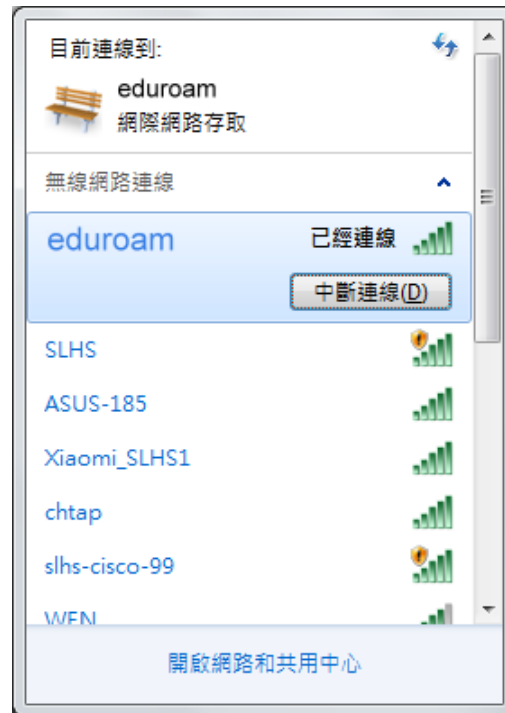 目前連線到:
eduroam
網際網路存取
無線網路連線
eduroam 已經連線
中斷連線(D)
SLHS
ASUS-185
Xiaomi_SLHS1
chtap
slhs-cisco-99
WEN
開啟網路和共用中心